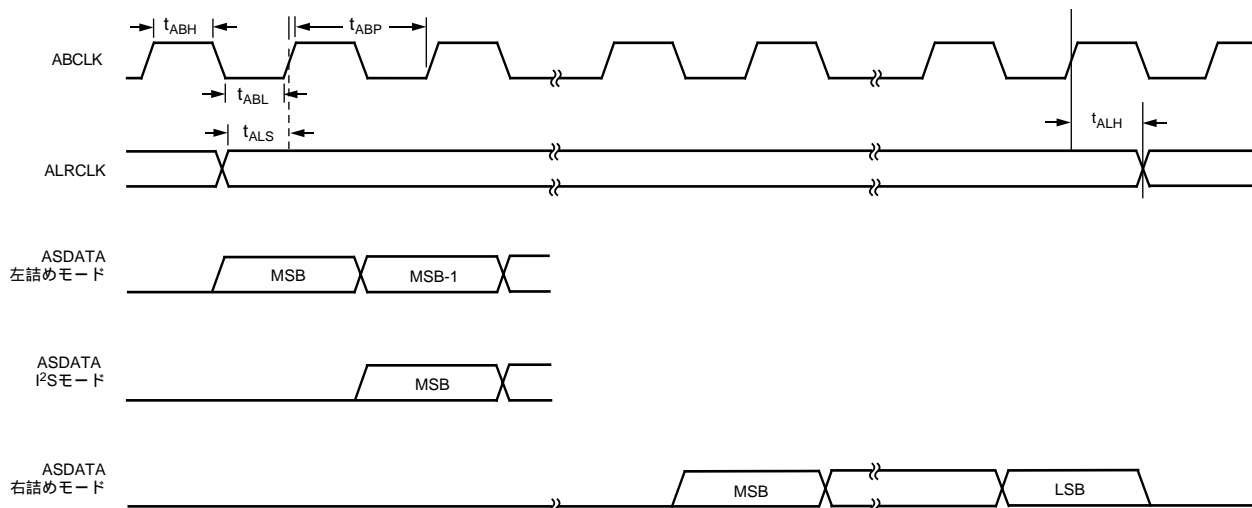 tABH
tABP
ABCLK
tABL
tALS
tALH
ALRCLK
ASDATA
左詰めモード
MSB
MSB-1
ASDATA
I²Sモード
MSB
ASDATA
右詰めモード
MSB
LSB